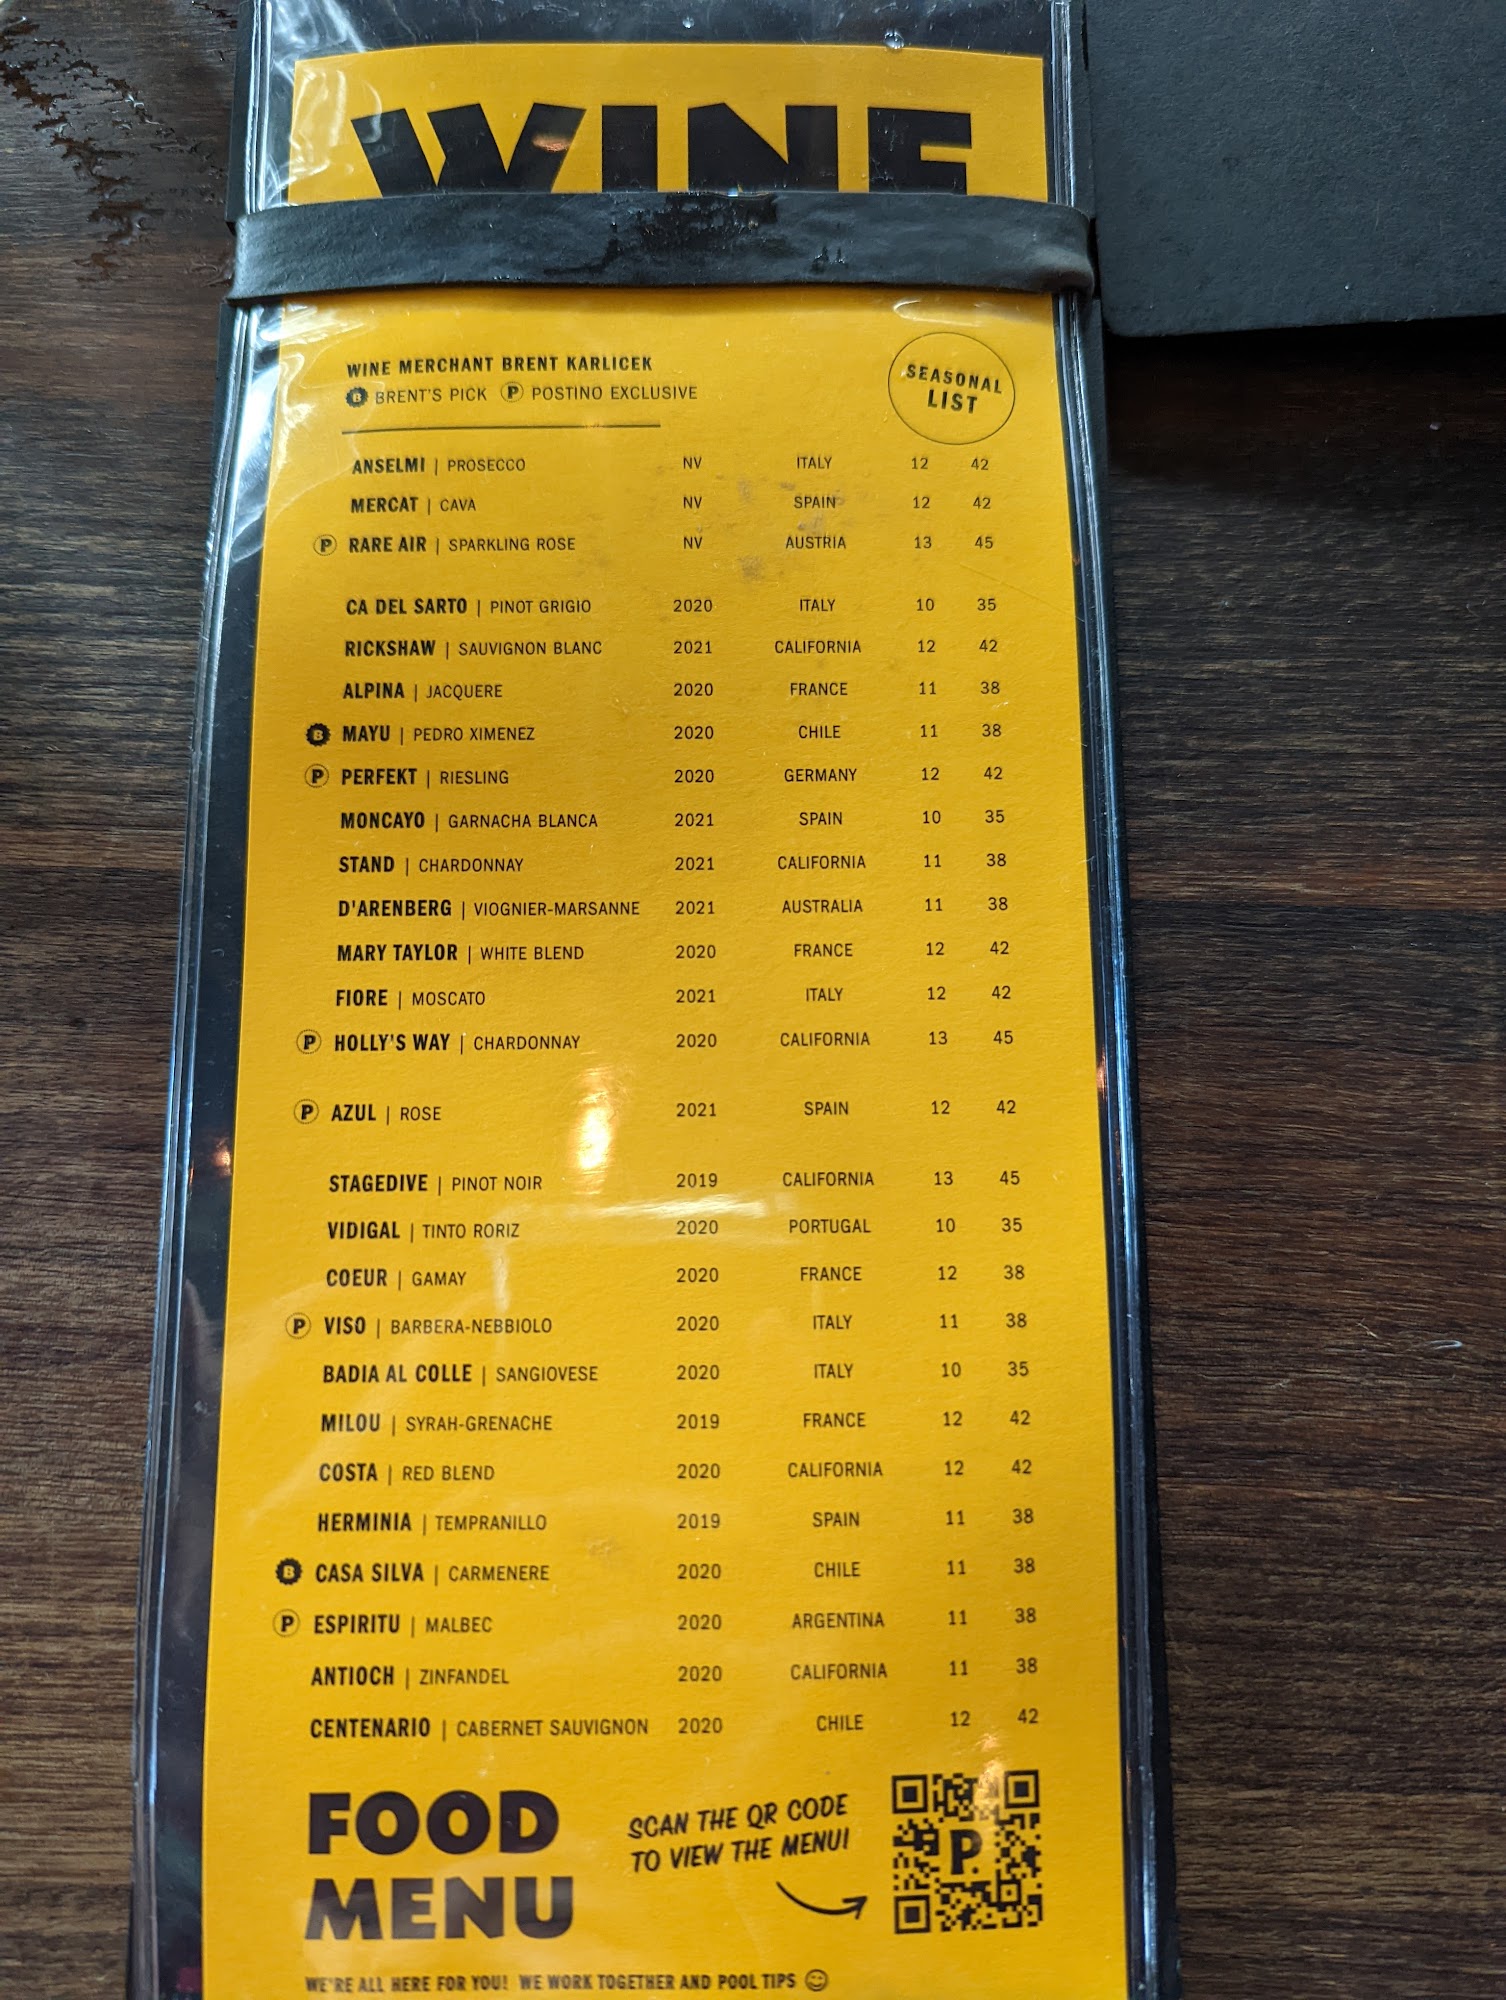 WINE
WINE MERCHANT BRENT KARLICEK
B BRENT'S PICK P POSTINO EXCLUSIVE
SEASONAL
LIST
ANSELMI | PROSECCO NV ITALY 12 42
MERCAT | CAVA NV SPAIN 12 42
P RARE AIR | SPARKLING ROSE NV AUSTRIA 13 45
CA DEL SARTO | PINOT GRIGIO 2020 ITALY 10 35
RICKSHAW | SAUVIGNON BLANC 2021 CALIFORNIA 12 42
ALPINA | JACQUERE 2020 FRANCE 11 38
B MAYU | PEDRO XIMENEZ 2020 CHILE 11 38
P PERFEKT | RIESLING 2020 GERMANY 12 42
MONCAYO | GARNACHA BLANCA 2021 SPAIN 10 35
STAND | CHARDONNAY 2021 CALIFORNIA 11 38
D'ARENBERG | VIOGNIER-MARSANNE 2021 AUSTRALIA 11 38
MARY TAYLOR | WHITE BLEND 2020 FRANCE 12 42
FIORE | MOSCATO 2021 ITALY 12 42
P HOLLY'S WAY | CHARDONNAY 2020 CALIFORNIA 13 45
P AZUL | ROSE 2021 SPAIN 12 42
STAGEDIVE | PINOT NOIR 2019 CALIFORNIA 13 45
VIDIGAL | TINTO RORIZ 2020 PORTUGAL 10 35
COEUR | GAMAY 2020 FRANCE 12 38
P VISO | BARBERA-NEBBIOLO 2020 ITALY 11 38
BADIA AL COLLE | SANGIOVESE 2020 ITALY 10 35
MILOU | SYRAH-GRENACHE 2019 FRANCE 12 42
COSTA | RED BLEND 2020 CALIFORNIA 12 42
HERMINIA | TEMPRANILLO 2019 SPAIN 11 38
B CASA SILVA | CARMENERE 2020 CHILE 11 38
P ESPIRITU | MALBEC 2020 ARGENTINA 11 38
ANTIOCH | ZINFANDEL 2020 CALIFORNIA 11 38
CENTENARIO | CABERNET SAUVIGNON 2020 CHILE 12 42
FOOD
MENU
SCAN THE QR CODE
TO VIEW THE MENU!
P
WE'RE ALL HERE FOR YOU! WE WORK TOGETHER AND POOL TIPS ☺